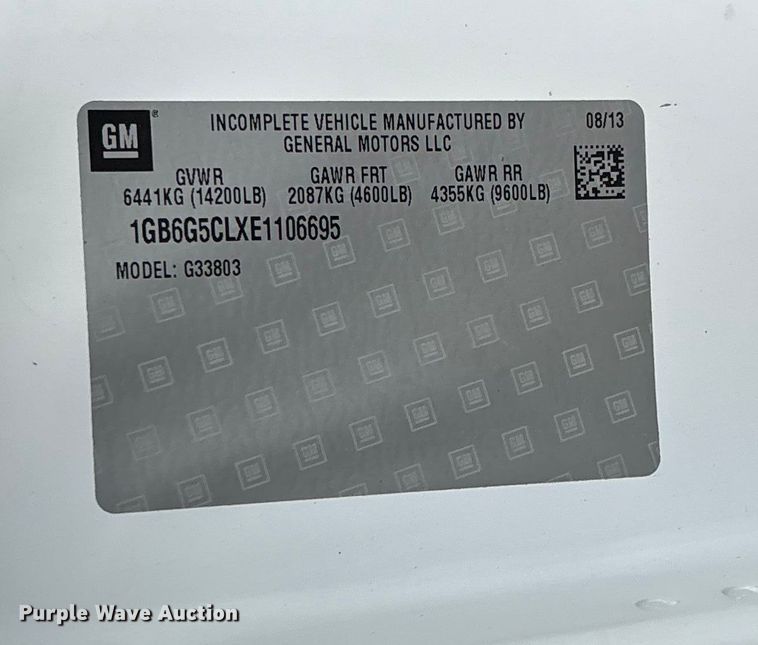 GM
INCOMPLETE VEHICLE MANUFACTURED BY
GENERAL MOTORS LLC
08/13
GVWR GAWR FRT GAWR RR
6441KG (14200LB) 2087KG (4600LB) 4355KG (9600LB)
1GB6G5CLXE1106695
MODEL: G33803
Purple Wave Auction